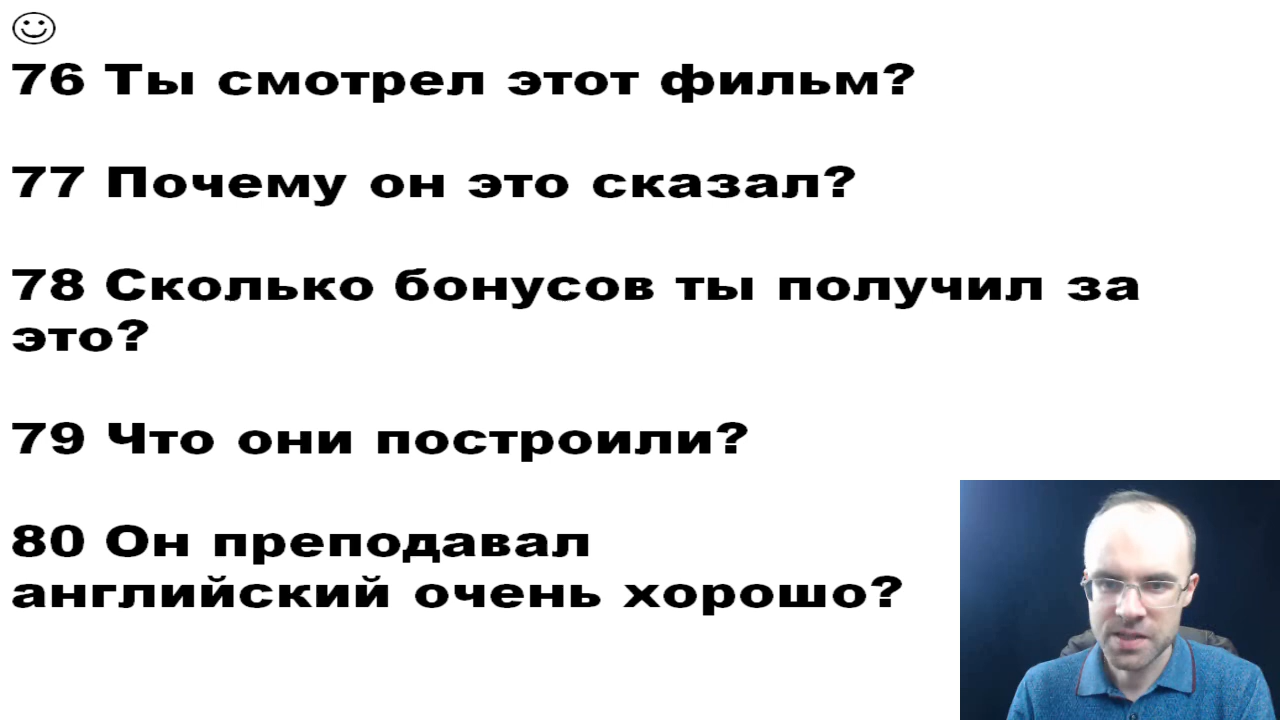 76 Ты смотрел этот фильм?
77 Почему он это сказал?
78 Сколько бонусов ты получил за
это?
79 Что они построили?
80 Он преподавал
английский очень хорошо?